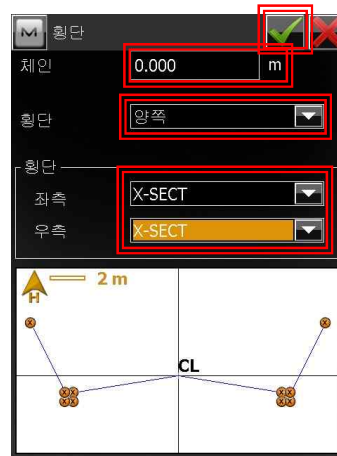 횡단
체인 0.000 m
횡단 양쪽
횡단
좌측 X-SECT
우측 X-SECT
2 m
H
CL